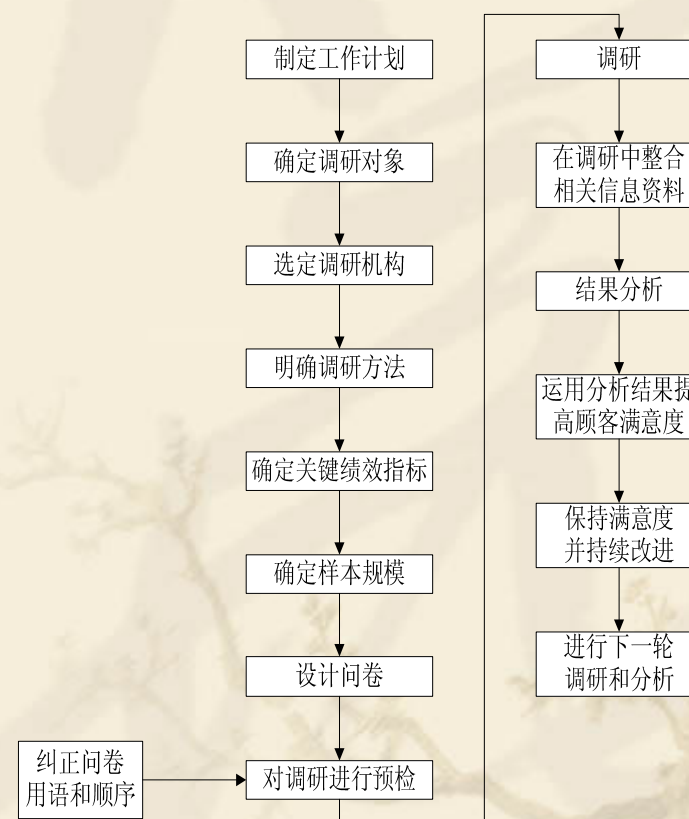 制定工作计划
确定调研对象
选定调研机构
明确调研方法
确定关键绩效指标
确定样本规模
设计问卷
纠正问卷
用语和顺序
对调研进行预检
调研
在调研中整合
相关信息资料
结果分析
运用分析结果提
高顾客满意度
保持满意度
并持续改进
进行下一轮
调研和分析